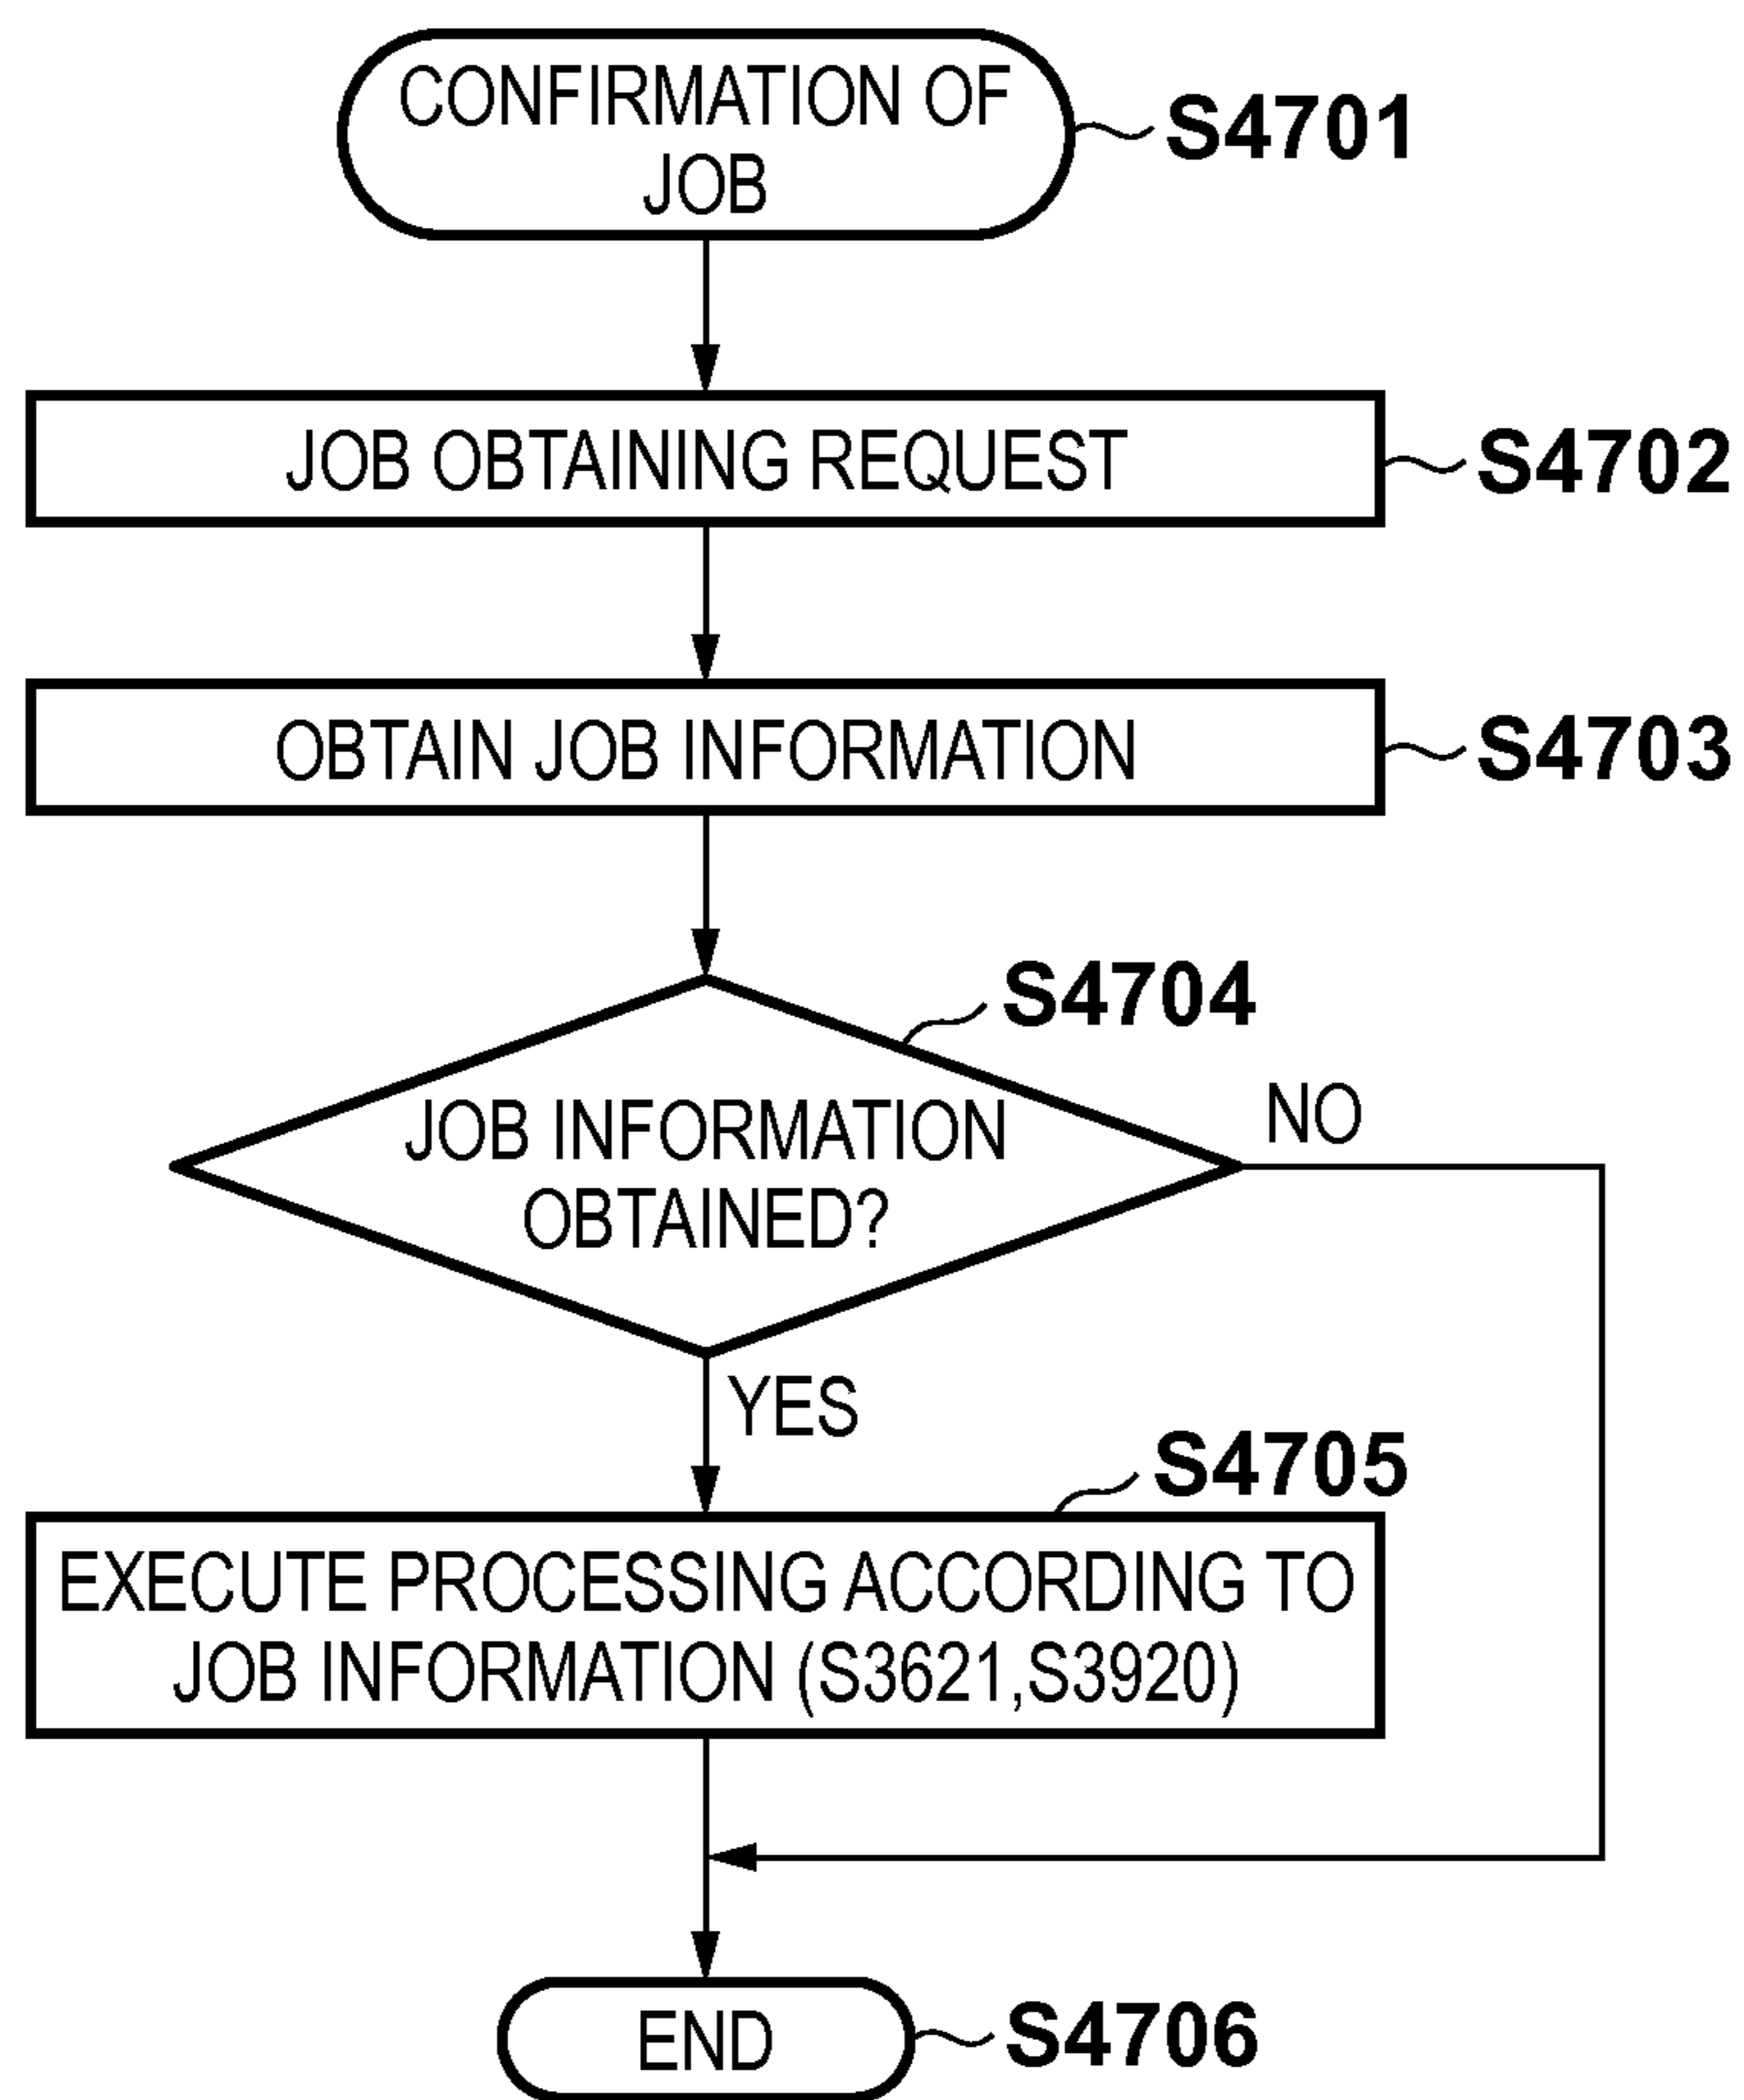 CONFIRMATION OF
JOB
S4701
JOB OBTAINING REQUEST
S4702
OBTAIN JOB INFORMATION
S4703
S4704
JOB INFORMATION
OBTAINED?
NO
YES
S4705
EXECUTE PROCESSING ACCORDING TO
JOB INFORMATION (S3621,S3920)
END
S4706